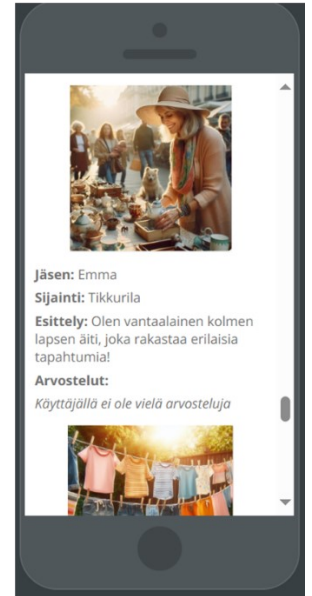 Jäsen: Emma
Sijainti: Tikkurila
Esittely: Olen vantaalainen kolmen
lapsen äiti, joka rakastaa erilaisia
tapahtumia!
Arvostelut:
Käyttäjällä ei ole vielä arvosteluja